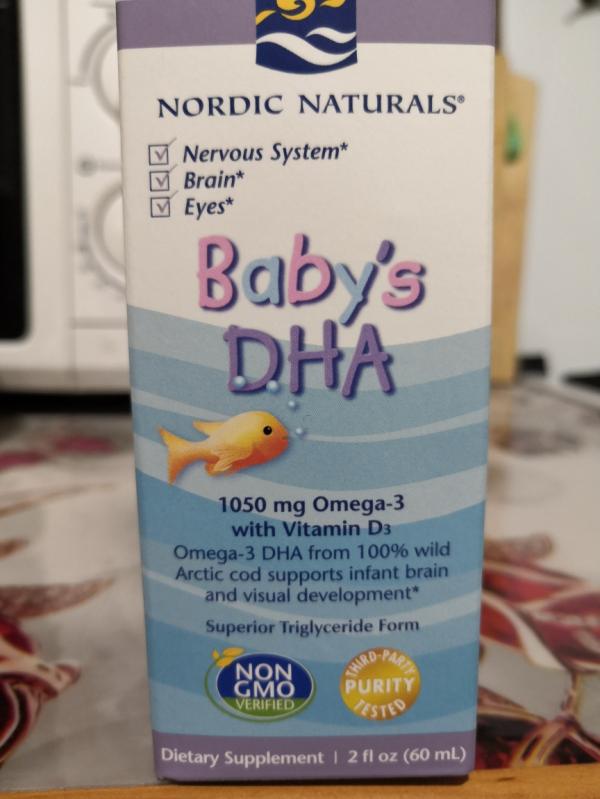 NORDIC NATURALS®
Nervous System*
Brain*
Eyes*
Baby's
DHA
1050 mg Omega-3
with Vitamin D3
Omega-3 DHA from 100% wild
Arctic cod supports infant brain
and visual development*
Superior Triglyceride Form
NON
GMO
VERIFIED
THIRD-PARTY
PURITY
TESTED
Dietary Supplement | 2 fl oz (60 mL)